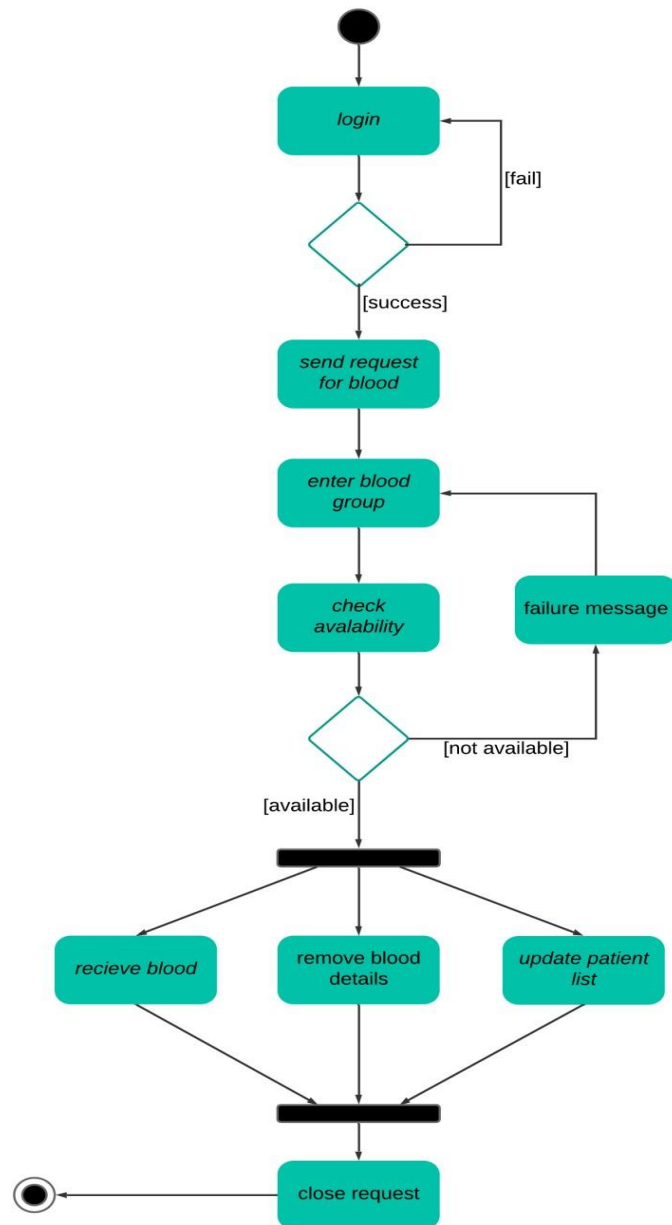 login
[fail]
[success]
send request
for blood
enter blood
group
check
avalability
failure message
[not available]
[available]
recieve blood
remove blood
details
update patient
list
close request